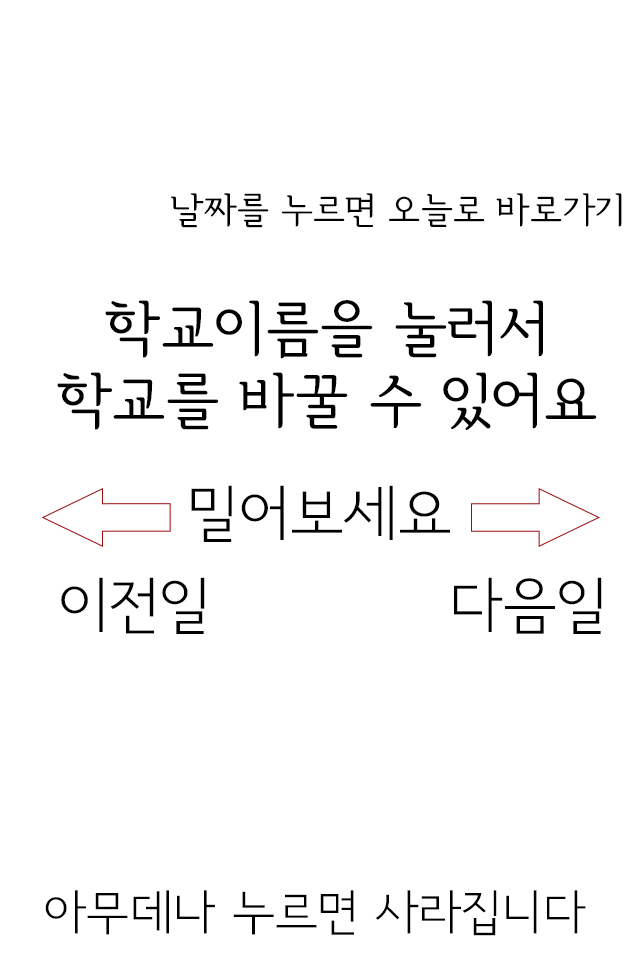 날짜를 누르면 오늘로 바로가기
학교이름을 눌러서
학교를 바꿀 수 있어요
밀어보세요
이전일 다음일
아무데나 누르면 사라집니다